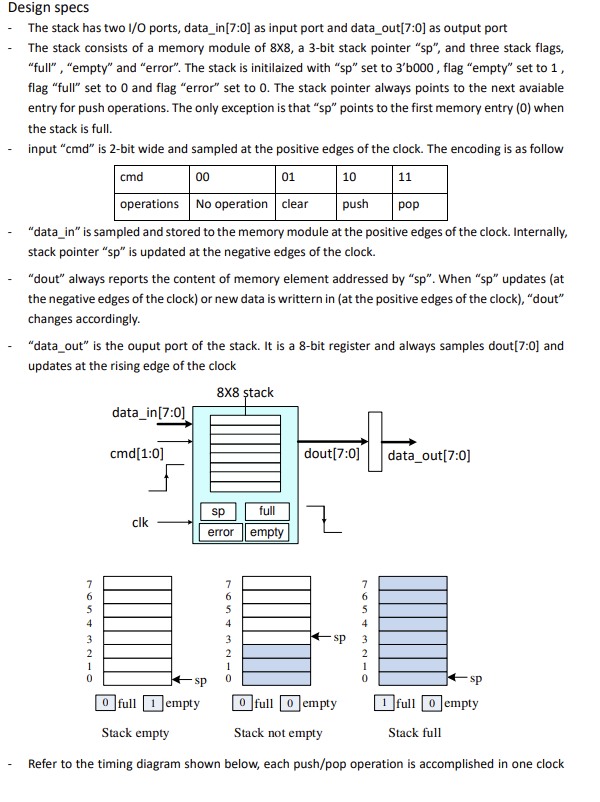 Design specs
- The stack has two I/O ports, data_in[7:0] as input port and data_out[7:0] as output port
- The stack consists of a memory module of 8X8, a 3-bit stack pointer “sp”, and three stack flags,
“full” , “empty” and “error”. The stack is initilaized with “sp” set to 3’b000 , flag “empty” set to 1 ,
flag “full” set to 0 and flag “error” set to 0. The stack pointer always points to the next avaiable
entry for push operations. The only exception is that “sp” points to the first memory entry (0) when
the stack is full.
- input “cmd” is 2-bit wide and sampled at the positive edges of the clock. The encoding is as follow
cmd 00 01 10 11
operations No operation clear push pop
- “data_in” is sampled and stored to the memory module at the positive edges of the clock. Internally,
stack pointer “sp” is updated at the negative edges of the clock.
- “dout” always reports the content of memory element addressed by “sp”. When “sp” updates (at
the negative edges of the clock) or new data is writtern in (at the positive edges of the clock), “dout”
changes accordingly.
- “data_out” is the ouput port of the stack. It is a 8-bit register and always samples dout[7:0] and
updates at the rising edge of the clock
8X8 stack
data_in[7:0]
cmd[1:0]
dout[7:0]
data_out[7:0]
clk
sp full
error empty
7 7 7
6 6 6
5 5 5
4 4 4
3 3 sp 3
2 2 2
1 1 1
0 sp 0 0 sp
0 full 1 empty 0 full 0 empty 1 full 0 empty
Stack empty Stack not empty Stack full
- Refer to the timing diagram shown below, each push/pop operation is accomplished in one clock